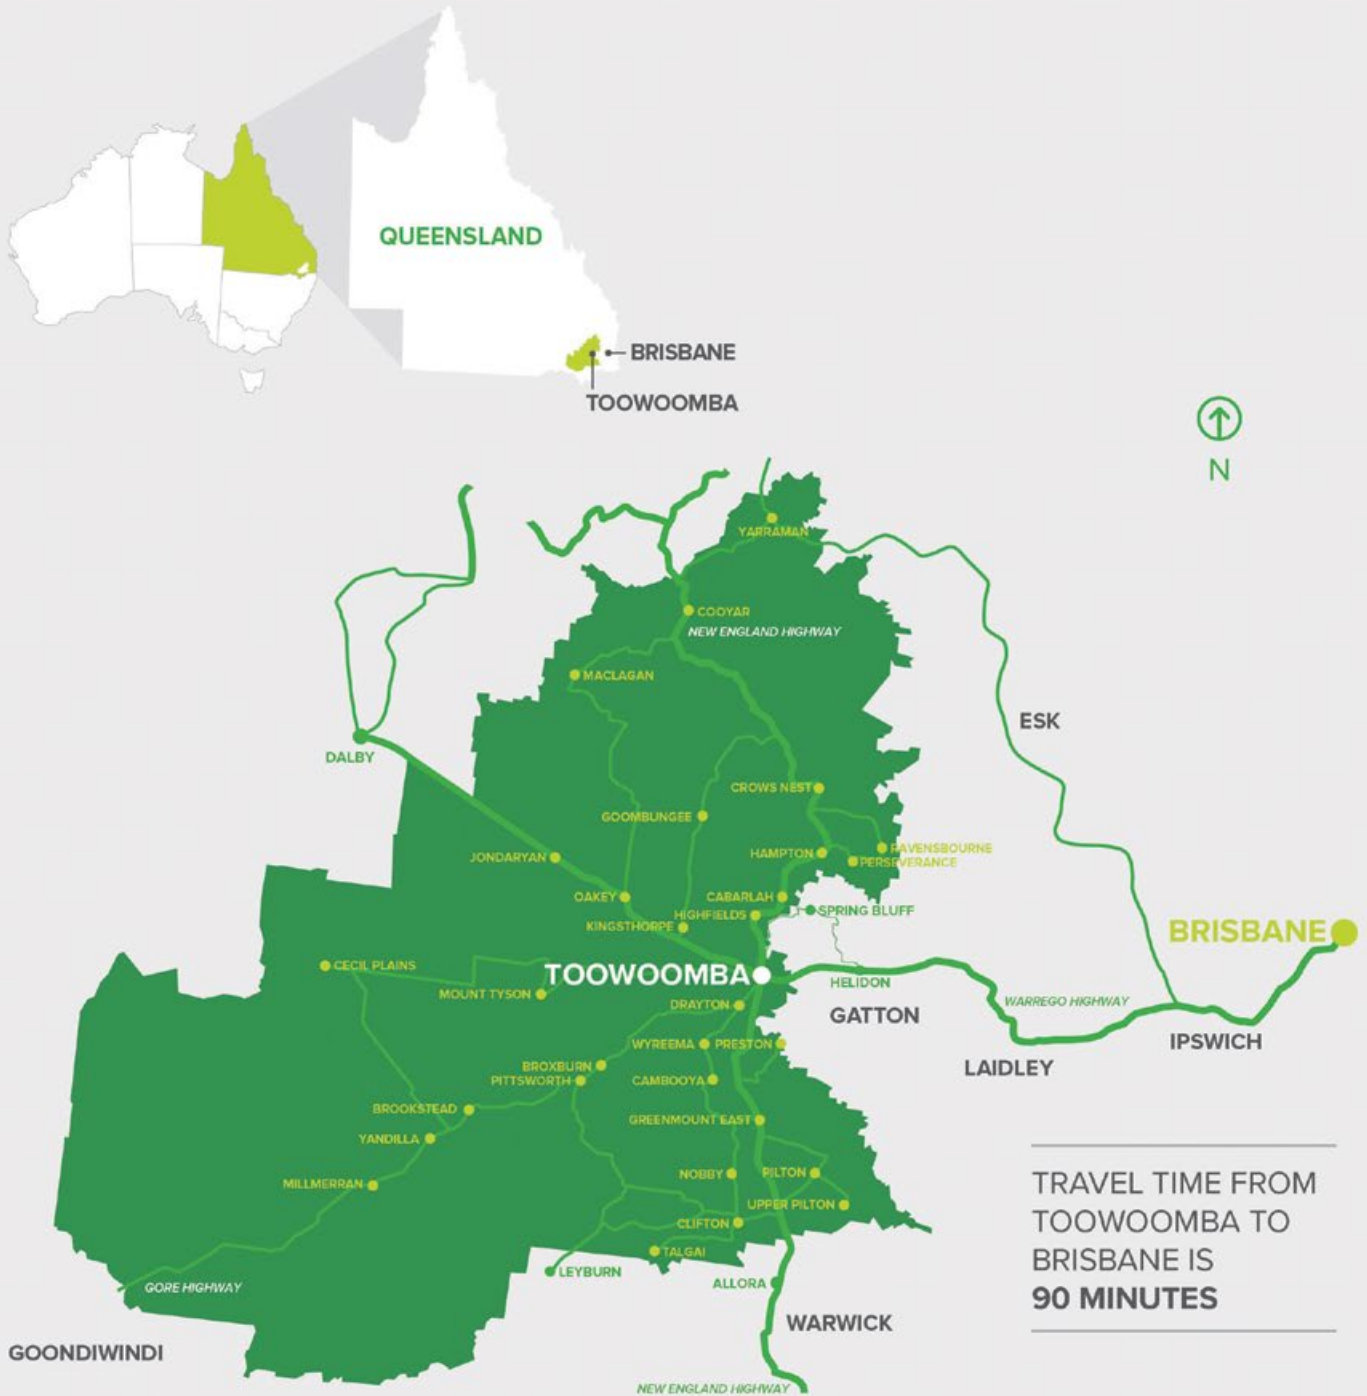 QUEENSLAND
BRISBANE
TOOWOOMBA
N
YARRAMAN
COOYAR
NEW ENGLAND HIGHWAY
MACLAGAN
ESK
DALBY
CROWS NEST
GOOMBUNGEE
RAVENSBOURNE
HAMPTON
JONDARYAN
PERSEVERANCE
OAKEY
CABARLAH
SPRING BLUFF
HIGHFIELDS
KINGSTHORPE
BRISBANE
CECIL PLAINS
TOOWOOMBA
HELIDON
MOUNT TYSON
WARREGO HIGHWAY
DRAYTON
GATTON
IPSWICH
WYREEMA
PRESTON
BROXBURN
LAIDLEY
PITTSWORTH
CAMBOOYA
BROOKSTEAD
GREENMOUNT EAST
YANDILLA
NOBBY
PILTON
MILLMERRAN
UPPER PILTON
CLIFTON
TALGAI
LEYBURN
ALLORA
GORE HIGHWAY
WARWICK
GOONDIWINDI
NEW ENGLAND HIGHWAY
TRAVEL TIME FROM
TOOWOOMBA TO
BRISBANE IS
90 MINUTES